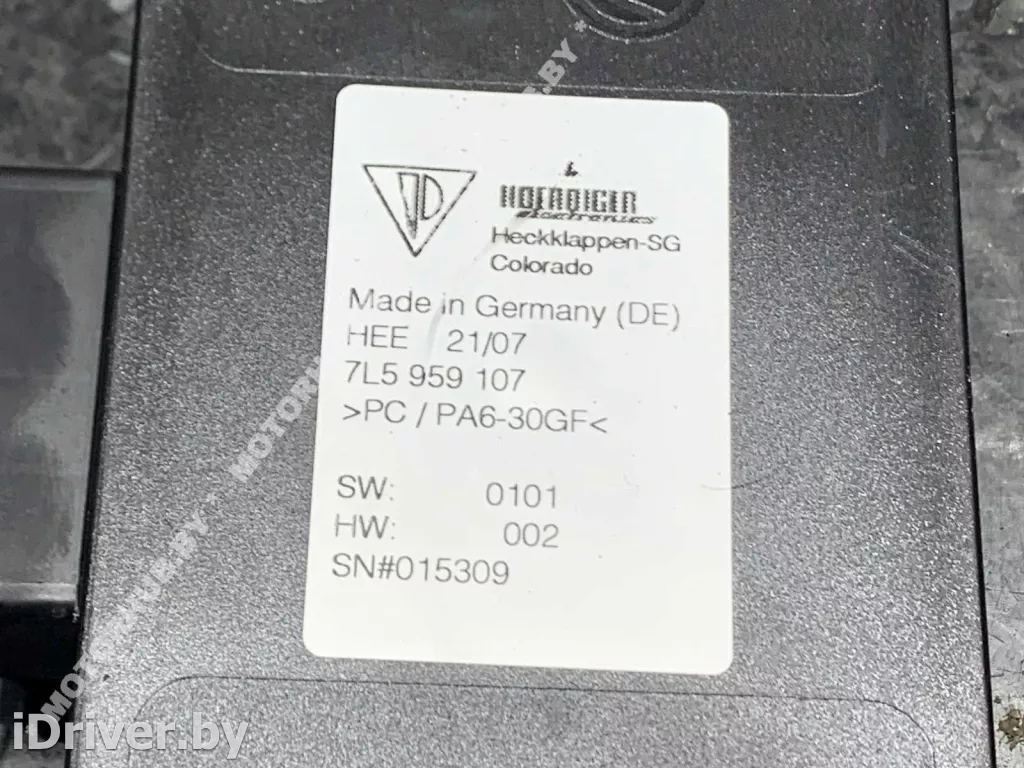 HOERBIGER
electronics
Heckklappen-SG
Colorado
Made in Germany (DE)
HEE 21/07
7L5 959 107
>PC / PA6-30GF<
SW: 0101
HW: 002
SN#015309
iDriver.by